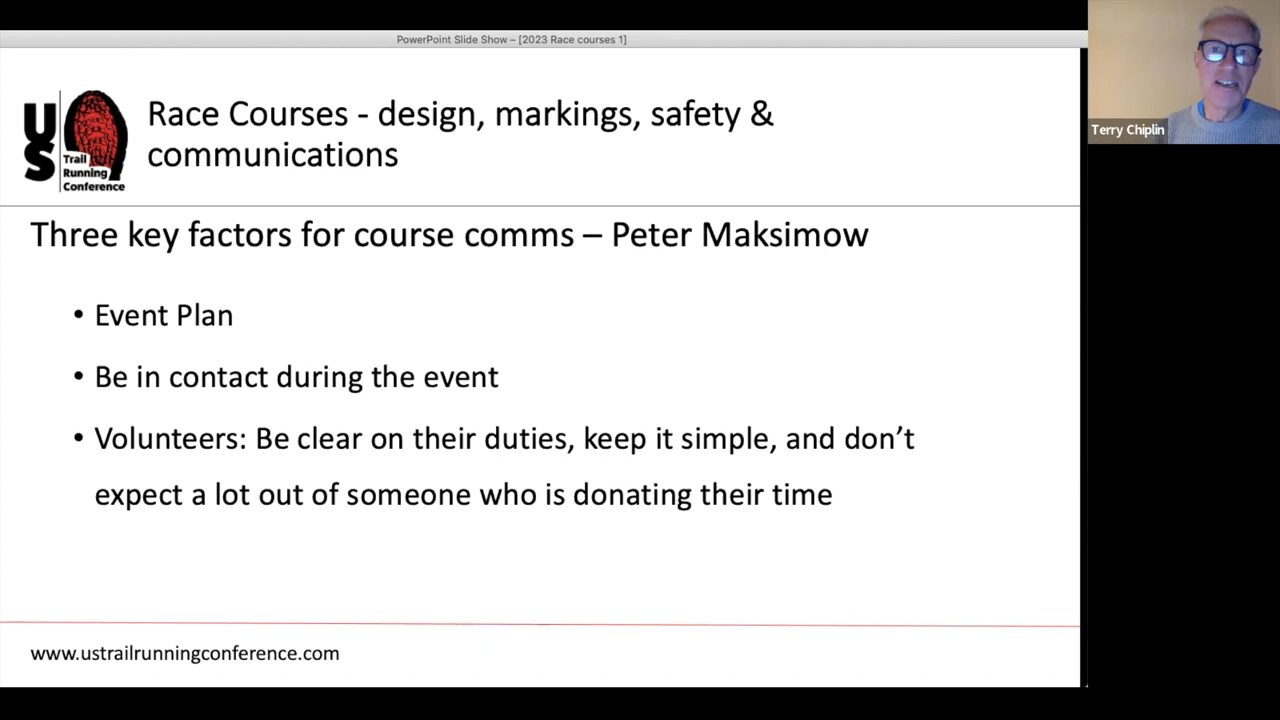 PowerPoint Slide Show – [2023 Race courses 1]
US
Trail
Running
Conference
Race Courses - design, markings, safety &
communications
Terry Chiplin
Three key factors for course comms – Peter Maksimow
• Event Plan
• Be in contact during the event
• Volunteers: Be clear on their duties, keep it simple, and don’t
expect a lot out of someone who is donating their time
www.ustrailrunningconference.com